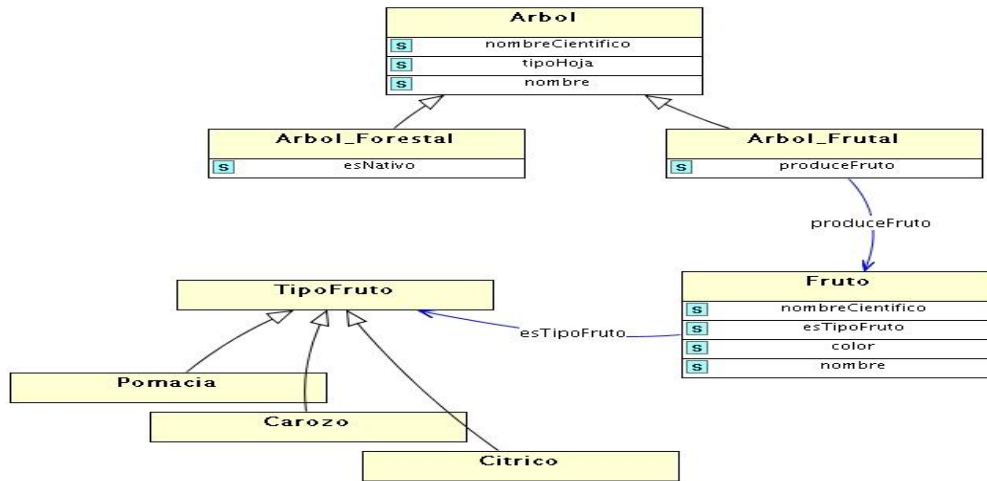 Arbol
S nombreCientifico
S tipoHoja
S nombre
Arbol_Forestal
S esNativo
Arbol_Frutal
S produceFruto
produceFruto
Fruto
S nombreCientifico
S esTipoFruto
S color
S nombre
TipoFruto
esTipoFruto
Pomacia
Carozo
Citrico